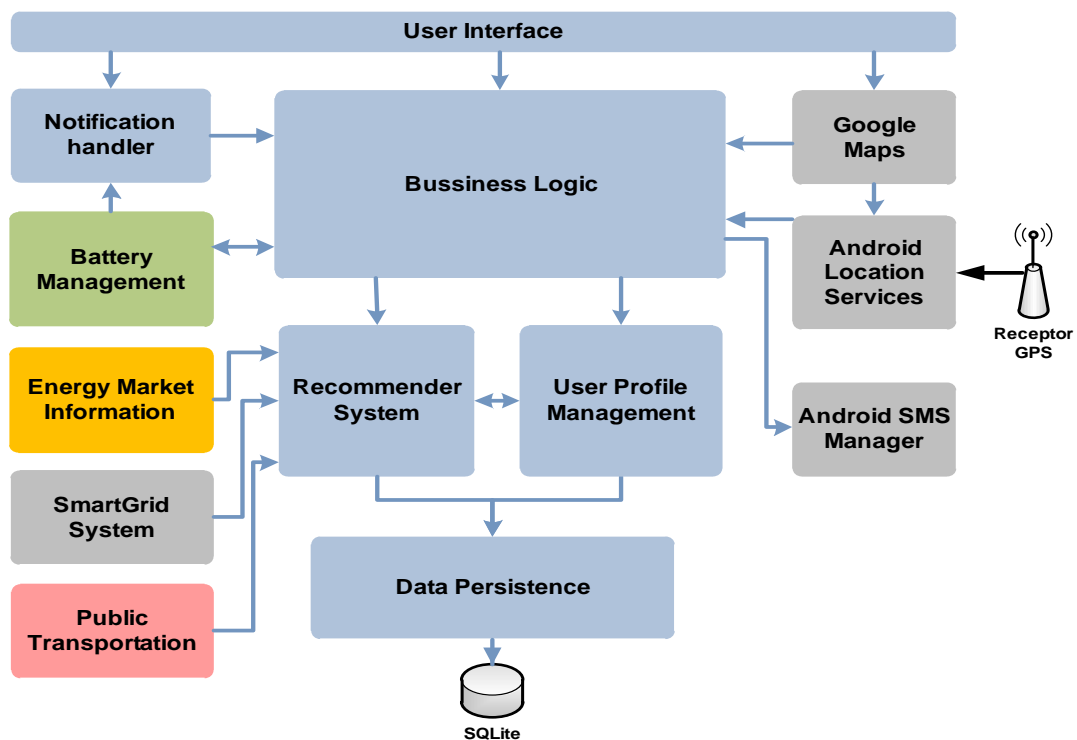 User Interface
Notification
handler
Bussiness Logic
Google
Maps
Battery
Management
Android
Location
Services
Receptor
GPS
Energy Market
Information
Recommender
System
User Profile
Management
Android SMS
Manager
SmartGrid
System
Data Persistence
Public
Transportation
SQLite